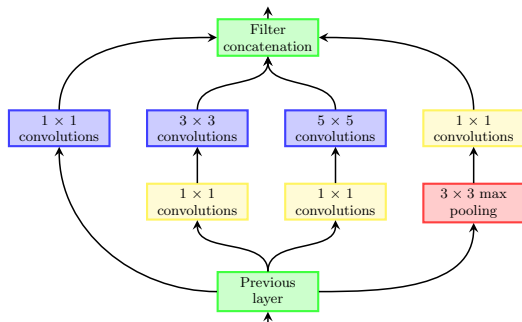 Filter
concatenation
1 × 1
convolutions
3 × 3
convolutions
5 × 5
convolutions
1 × 1
convolutions
1 × 1
convolutions
1 × 1
convolutions
3 × 3 max
pooling
Previous
layer